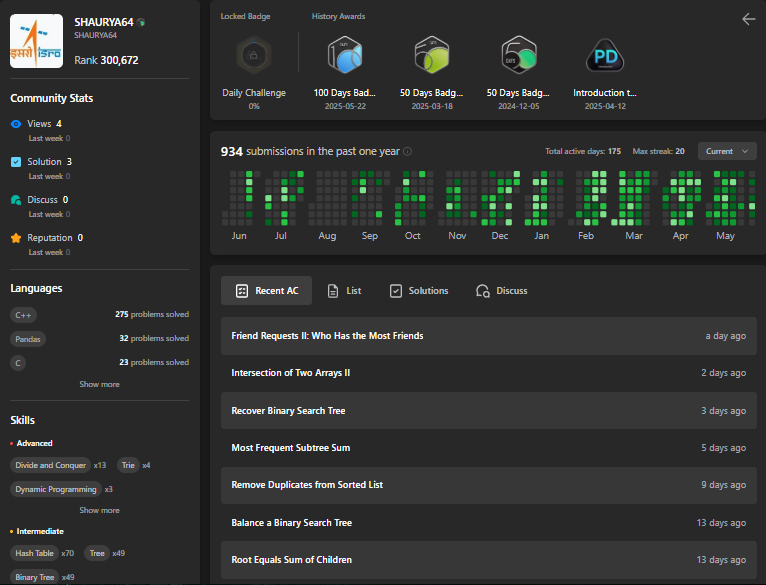 SHAURYA64
SHAURYA64
Rank 300,672
इसरो isro
Community Stats
Views 4
Last week 0
Solution 3
Last week 0
Discuss 0
Last week 0
Reputation 0
Last week 0
Languages
C++ 275 problems solved
Pandas 32 problems solved
C 23 problems solved
Show more
Skills
Advanced
Divide and Conquer x13 Trie x4
Dynamic Programming x3
Show more
Intermediate
Hash Table x70 Tree x49
Binary Tree x49
Locked Badge History Awards
PD
Daily Challenge 100 Days Bad... 50 Days Badg... 50 Days Badg... Introduction t...
0% 2025-05-22 2025-03-18 2024-12-05 2025-04-12
934 submissions in the past one year Total active days: 175 Max streak: 20 Current
Jun Jul Aug Sep Oct Nov Dec Jan Feb Mar Apr May
Recent AC List Solutions Discuss
Friend Requests II: Who Has the Most Friends a day ago
Intersection of Two Arrays II 2 days ago
Recover Binary Search Tree 3 days ago
Most Frequent Subtree Sum 5 days ago
Remove Duplicates from Sorted List 9 days ago
Balance a Binary Search Tree 13 days ago
Root Equals Sum of Children 13 days ago